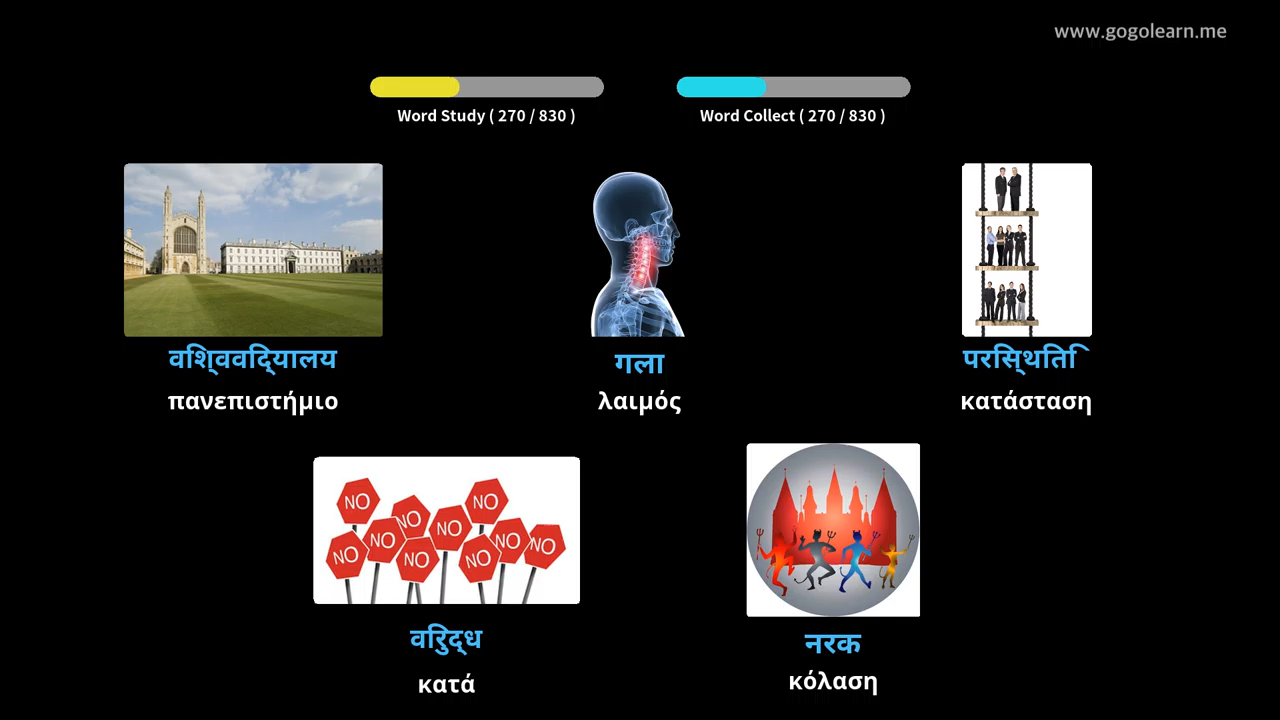 www.gogolearn.me
Word Study ( 270 / 830 )
Word Collect ( 270 / 830 )
विश्वविद्यालय
गला
परिस्थिति
πανεπιστήμιο
λαιμός
κατάσταση
NO NO NO NO NO NO NO NO NO NO
विरुद्ध
नरक
κατά
κόλαση